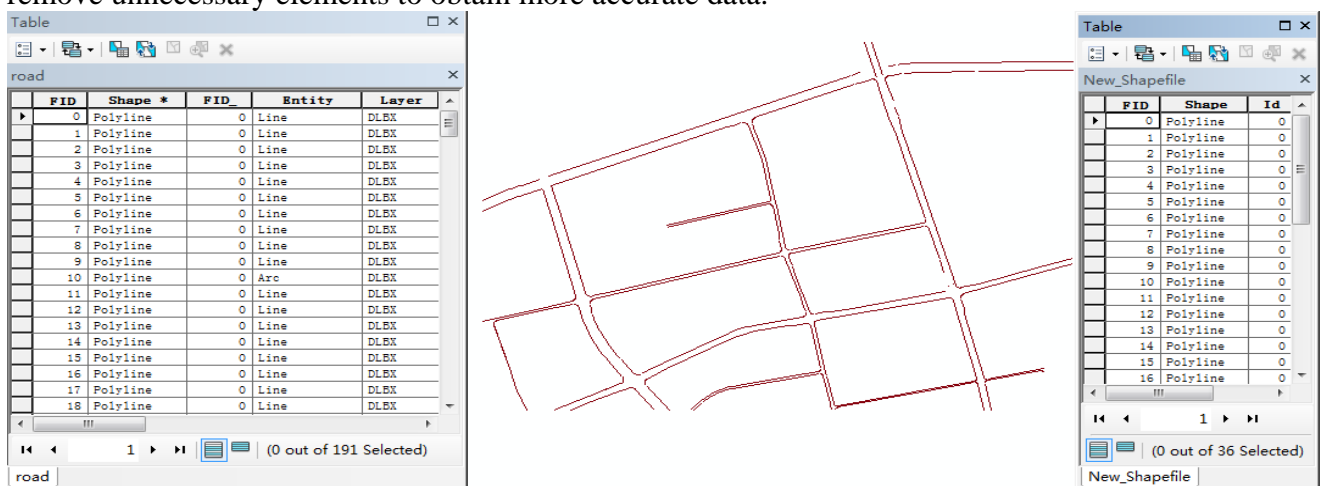 remove unnecessary elements to obtain more accurate data.
Table
road
FID Shape * FID_ Entity Layer
0 Polyline 0 Line DLBX
1 Polyline 0 Line DLBX
2 Polyline 0 Line DLBX
3 Polyline 0 Line DLBX
4 Polyline 0 Line DLBX
5 Polyline 0 Line DLBX
6 Polyline 0 Line DLBX
7 Polyline 0 Line DLBX
8 Polyline 0 Line DLBX
9 Polyline 0 Line DLBX
10 Polyline 0 Arc DLBX
11 Polyline 0 Line DLBX
12 Polyline 0 Line DLBX
13 Polyline 0 Line DLBX
14 Polyline 0 Line DLBX
15 Polyline 0 Line DLBX
16 Polyline 0 Line DLBX
17 Polyline 0 Line DLBX
18 Polyline 0 Line DLBX
1 (0 out of 191 Selected)
road
Table
New_Shapefile
FID Shape Id
0 Polyline 0
1 Polyline 0
2 Polyline 0
3 Polyline 0
4 Polyline 0
5 Polyline 0
6 Polyline 0
7 Polyline 0
8 Polyline 0
9 Polyline 0
10 Polyline 0
11 Polyline 0
12 Polyline 0
13 Polyline 0
14 Polyline 0
15 Polyline 0
16 Polyline 0
1
(0 out of 36 Selected)
New_Shapefile